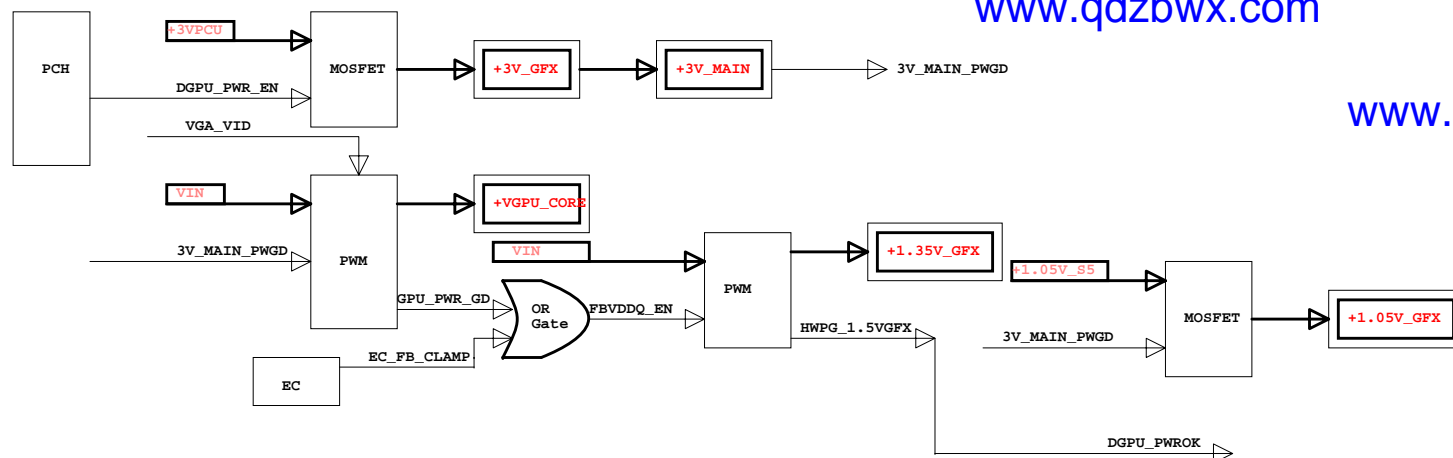 www.qdzbwx.com
+3VPCU
PCH
MOSFET
+3V_GFX
+3V_MAIN
3V_MAIN_PWGD
DGPU_PWR_EN
www.
VGA_VID
VIN
+VGPU_CORE
3V_MAIN_PWGD
PWM
VIN
+1.35V_GFX
+1.05V_S5
PWM
GPU_PWR_GD
OR
Gate
FBVDDQ_EN
MOSFET
+1.05V_GFX
HWPG_1.5VGFX
3V_MAIN_PWGD
EC_FB_CLAMP
EC
DGPU_PWROK